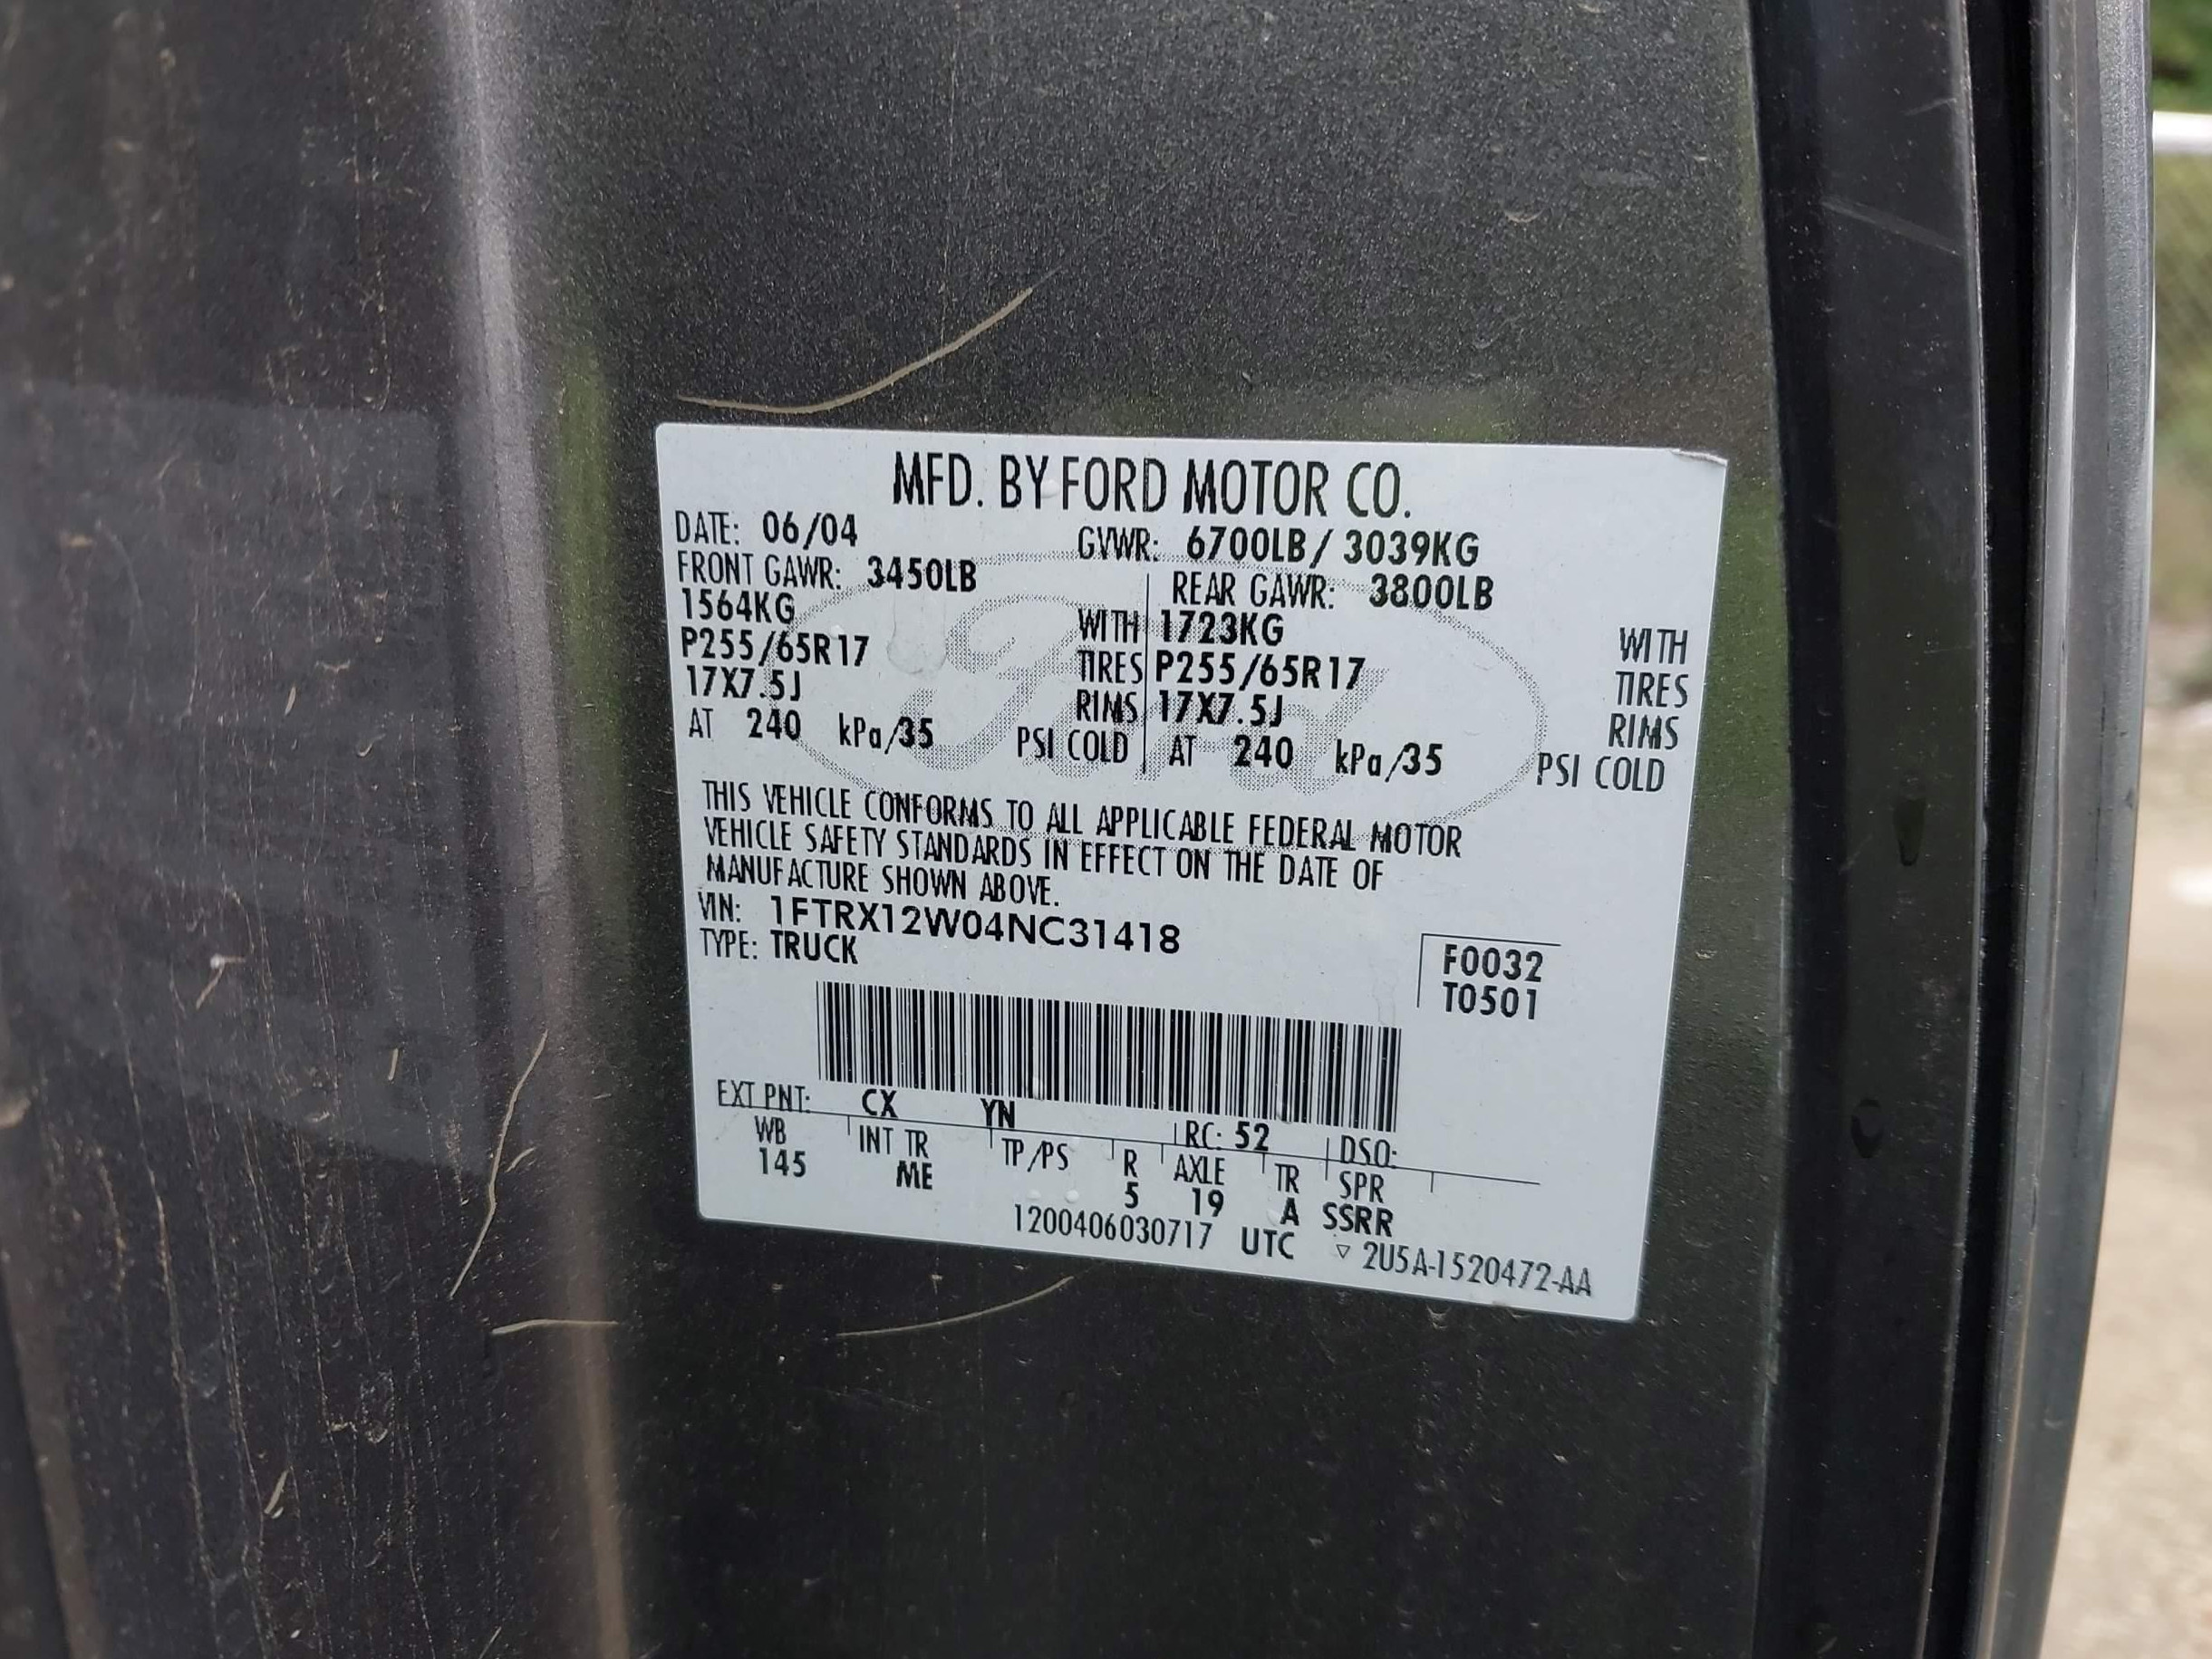 MFD. BY FORD MOTOR CO.
DATE: 06/04 GVWR: 6700LB/ 3039KG
FRONT GAWR: 3450LB REAR GAWR: 3800LB
1564KG WITH 1723KG WITH
P255/65R17 TIRES P255/65R17 TIRES
17X7.5J RIMS 17X7.5J RIMS
AT 240 kPa/35 PSI COLD AT 240 kPa/35 PSI COLD
THIS VEHICLE CONFORMS TO ALL APPLICABLE FEDERAL MOTOR
VEHICLE SAFETY STANDARDS IN EFFECT ON THE DATE OF
MANUFACTURE SHOWN ABOVE.
VIN: 1FTRX12W04NC31418
TYPE: TRUCK
F0032
T0501
EXT PNT: CX YN RC: 52 DSO:
WB INT TR TP/PS R AXLE TR SPR
145 ME 5 19 A SSRR
1200406030717 UTC ▽ 2U5A-1520472-AA
Ford